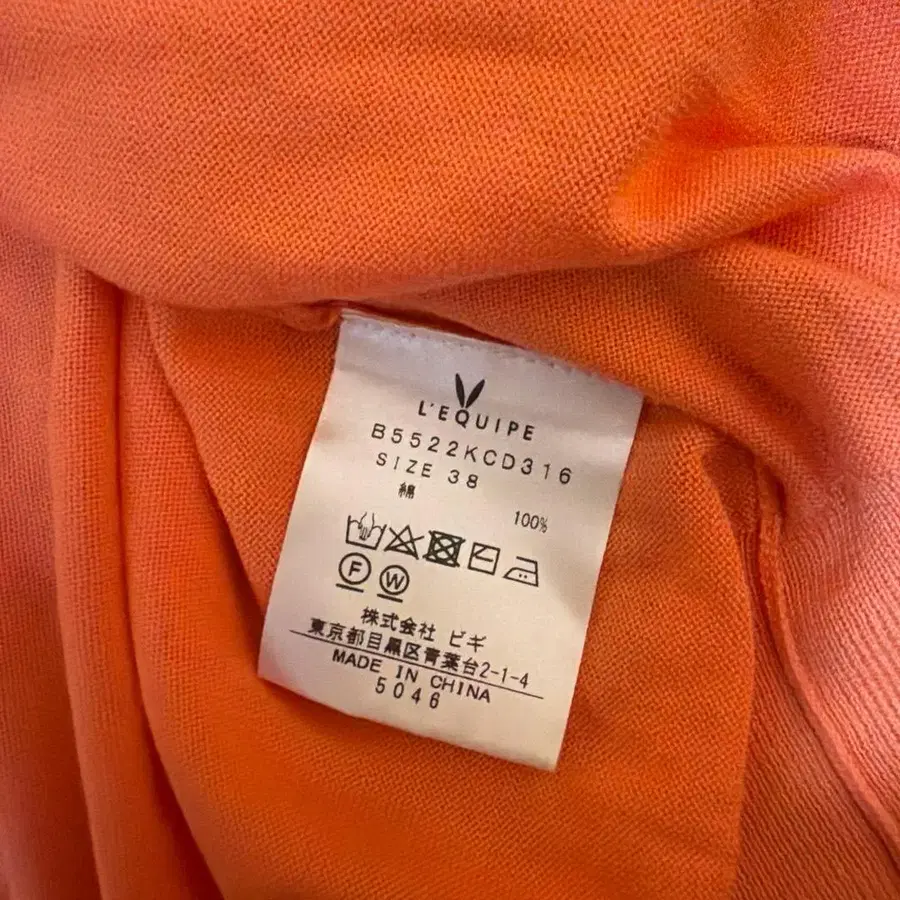 L'EQUIPE
B5522KCD316
SIZE 38
綿 100%
F W
株式会社 ビギ
東京都目黒区青葉台2-1-4
MADE IN CHINA
5046